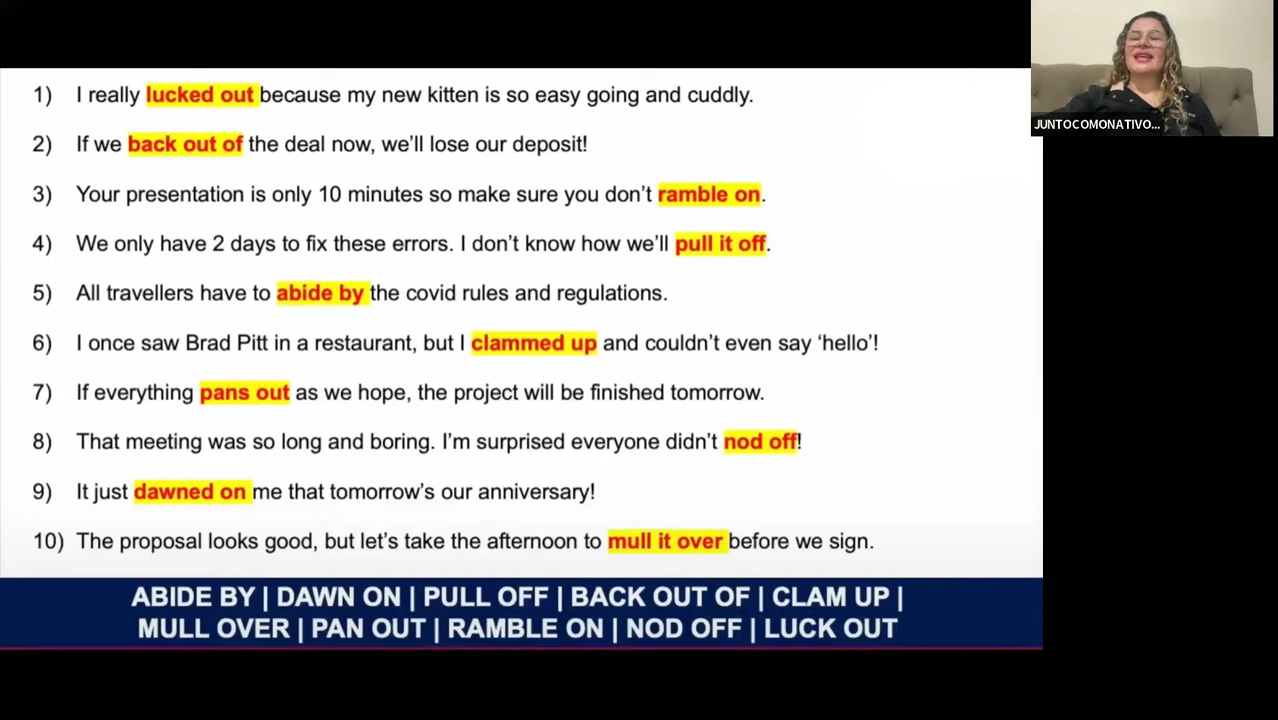 1) I really lucked out because my new kitten is so easy going and cuddly.
2) If we back out of the deal now, we'll lose our deposit!
3) Your presentation is only 10 minutes so make sure you don't ramble on.
4) We only have 2 days to fix these errors. I don't know how we'll pull it off.
5) All travellers have to abide by the covid rules and regulations.
6) I once saw Brad Pitt in a restaurant, but I clammed up and couldn't even say 'hello'!
7) If everything pans out as we hope, the project will be finished tomorrow.
8) That meeting was so long and boring. I'm surprised everyone didn't nod off!
9) It just dawned on me that tomorrow's our anniversary!
10) The proposal looks good, but let's take the afternoon to mull it over before we sign.
ABIDE BY | DAWN ON | PULL OFF | BACK OUT OF | CLAM UP |
MULL OVER | PAN OUT | RAMBLE ON | NOD OFF | LUCK OUT
JUNTOCOMONATIVO...